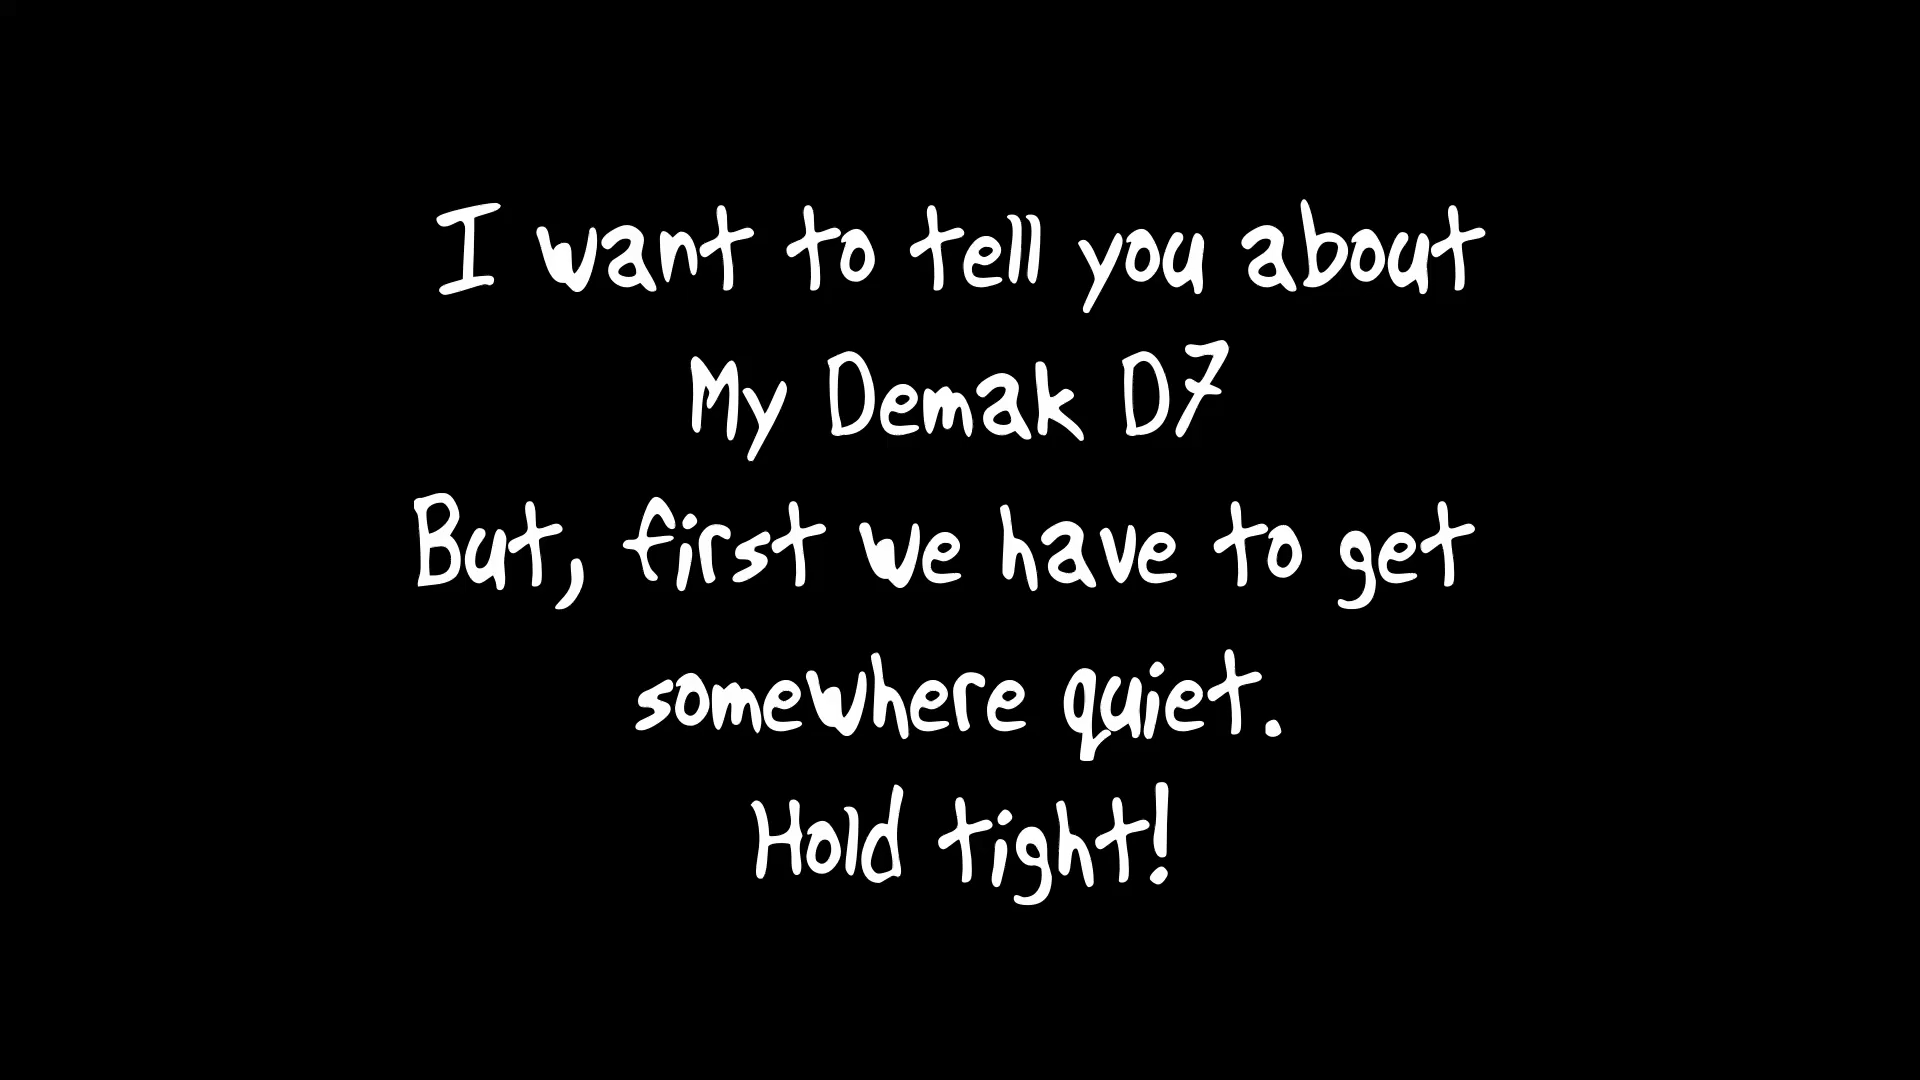 I want to tell you about
My Demak D7
But, first we have to get
somewhere quiet.
Hold tight!